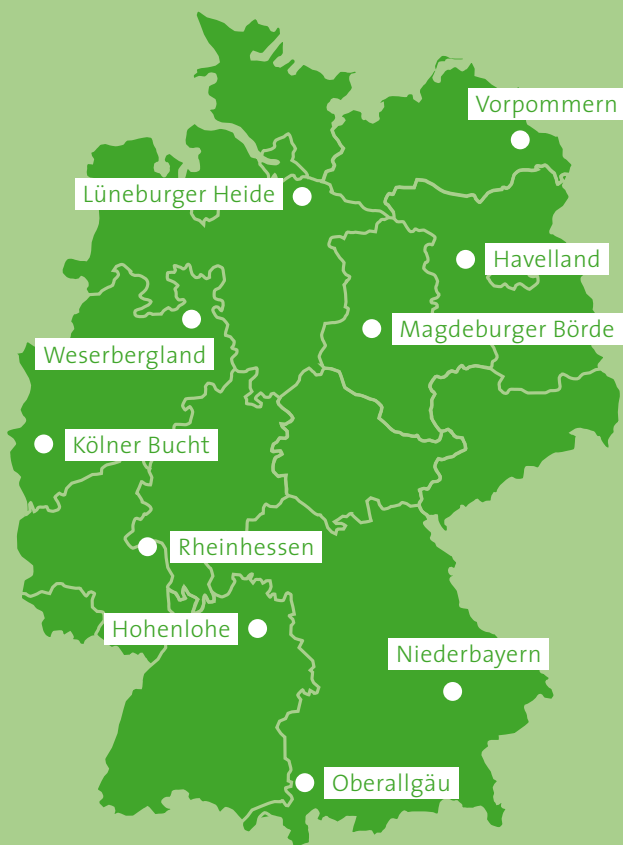 Vorpommern
Lüneburger Heide
Havelland
Magdeburger Börde
Weserbergland
Kölner Bucht
Rheinhessen
Hohenlohe
Niederbayern
Oberallgäu